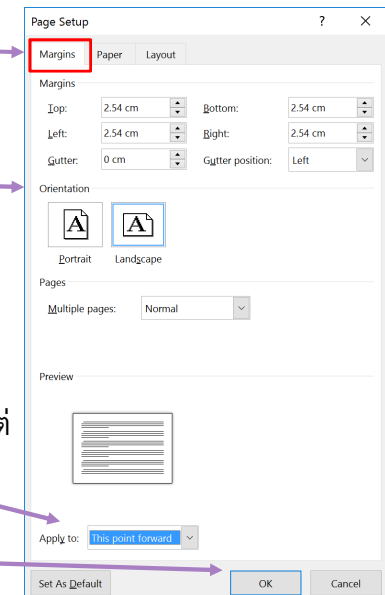 Page Setup ? ×
Margins Paper Layout
Margins
Top: 2.54 cm Bottom: 2.54 cm
Left: 2.54 cm Right: 2.54 cm
Gutter: 0 cm Gutter position: Left
Orientation
A A
Portrait Landscape
Pages
Multiple pages: Normal
Preview
Apply to: This point forward
Set As Default OK Cancel